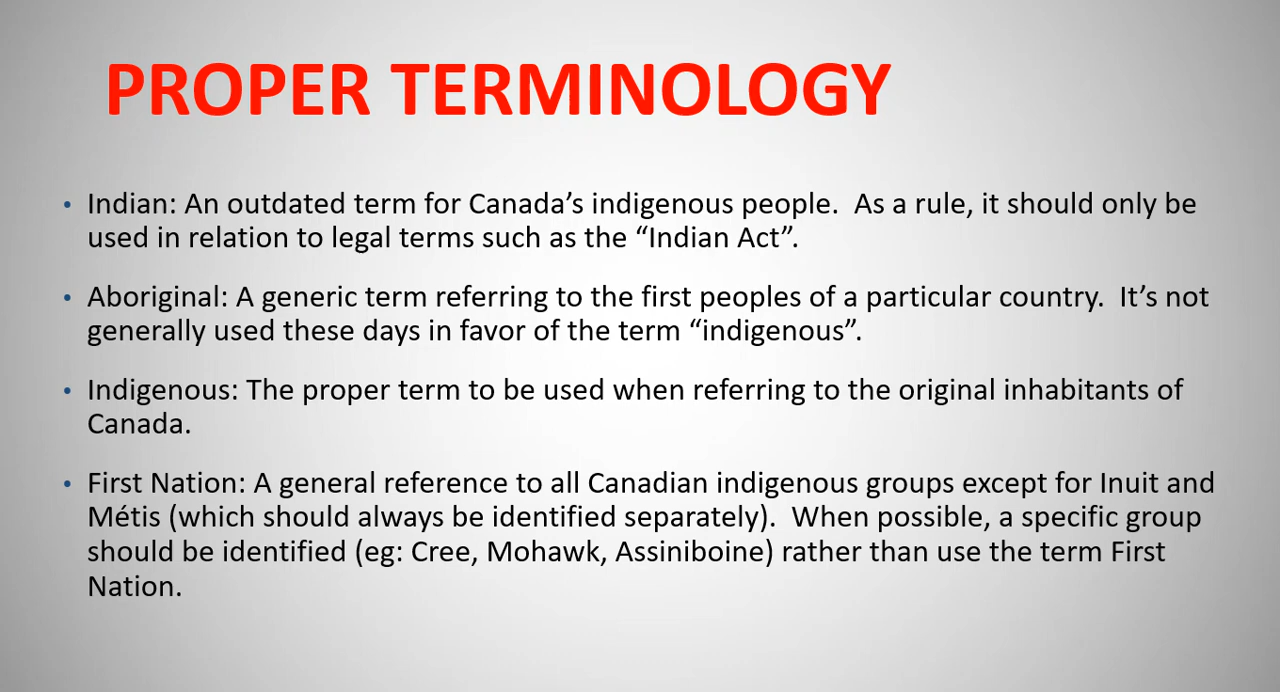 PROPER TERMINOLOGY
• Indian: An outdated term for Canada’s indigenous people.  As a rule, it should only be
used in relation to legal terms such as the “Indian Act”.
• Aboriginal: A generic term referring to the first peoples of a particular country.  It’s not
generally used these days in favor of the term “indigenous”.
• Indigenous: The proper term to be used when referring to the original inhabitants of
Canada.
• First Nation: A general reference to all Canadian indigenous groups except for Inuit and
Métis (which should always be identified separately).  When possible, a specific group
should be identified (eg: Cree, Mohawk, Assiniboine) rather than use the term First
Nation.